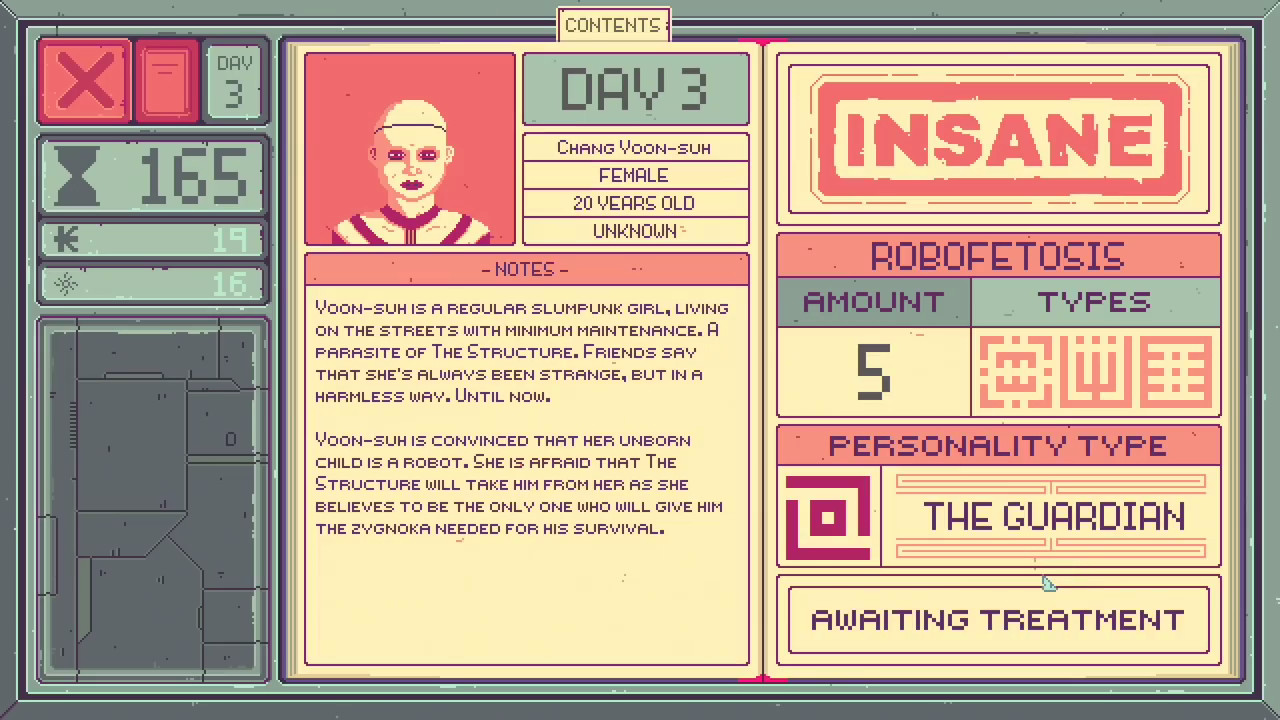 CONTENTS
DAY
3
165
19
16
DAY 3
Chang Yoon-suh
FEMALE
20 YEARS OLD
UNKNOWN
- NOTES -
Yoon-suh is a regular slumpunk girl, living
on the streets with minimum maintenance. A
parasite of The Structure. Friends say
that she's always been strange, but in a
harmless way. Until now.
Yoon-suh is convinced that her unborn
child is a robot. She is afraid that The
Structure will take him from her as she
believes to be the only one who will give him
the zygnoka needed for his survival.
INSANE
ROBOFETOSIS
AMOUNT
TYPES
5
PERSONALITY TYPE
THE GUARDIAN
AWAITING TREATMENT